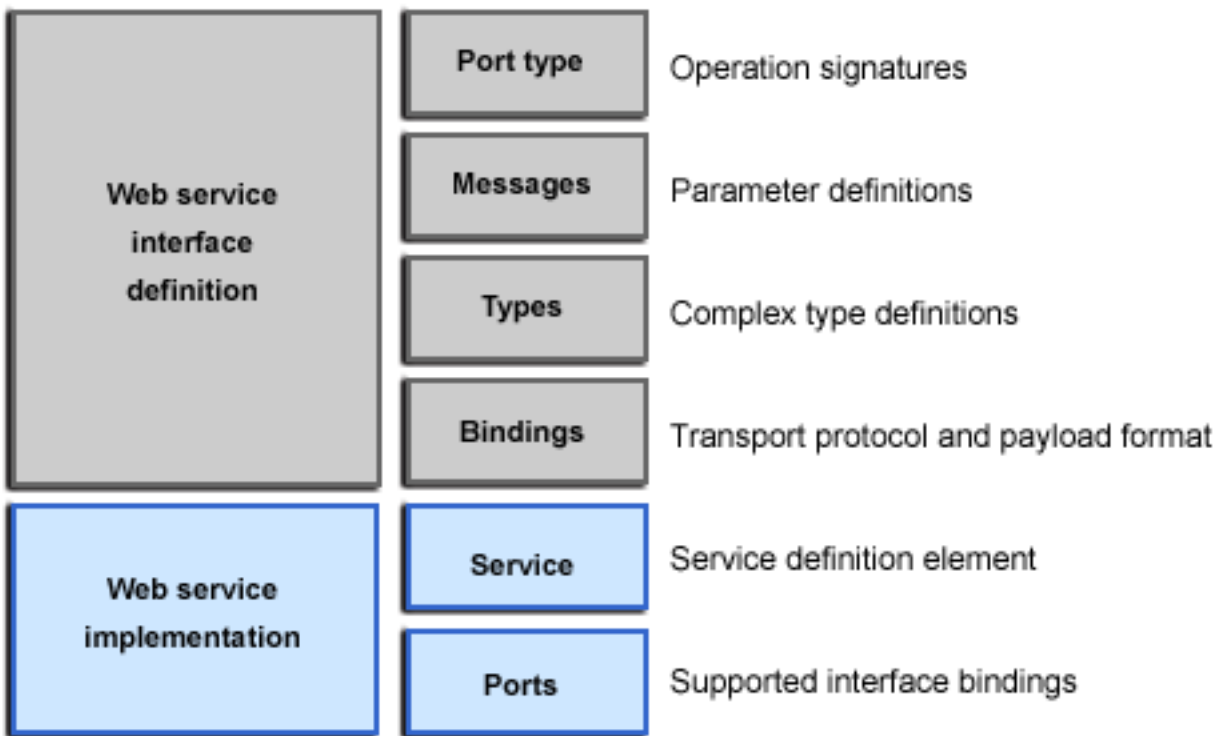 Port type
Operation signatures
Messages
Parameter definitions
Web service
interface
definition
Types
Complex type definitions
Bindings
Transport protocol and payload format
Web service
implementation
Service
Service definition element
Ports
Supported interface bindings